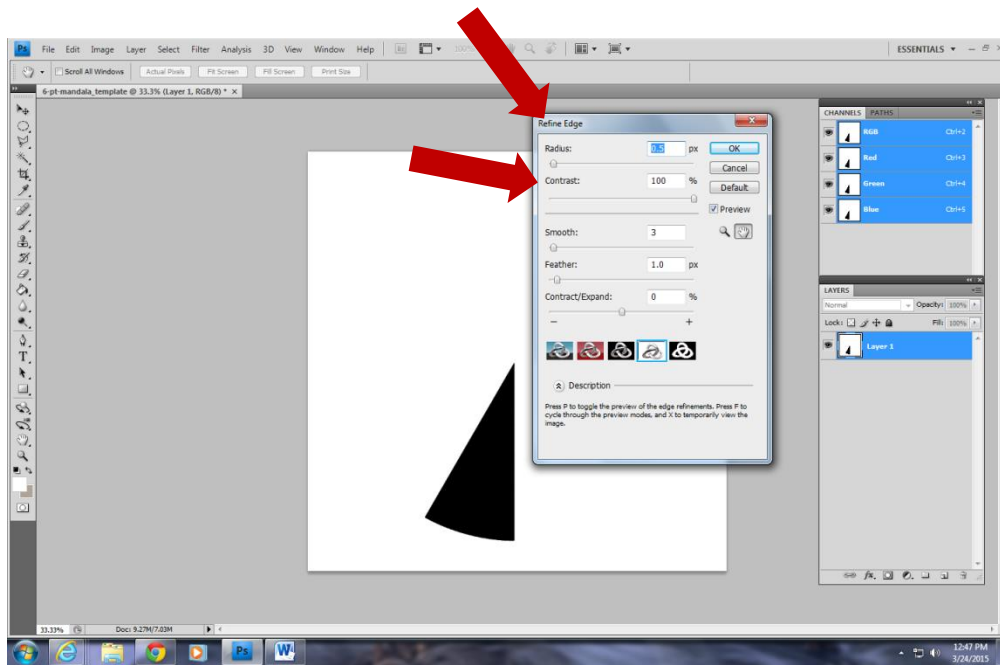 Ps File Edit Image Layer Select Filter Analysis 3D View Window Help ESSENTIALS
Scroll All Windows Actual Pixels Fit Screen Fill Screen Print Size
6-pt-mandala_template @ 33.3% (Layer 1, RGB/8) *
Refine Edge
Radius: 0.5 px OK
Cancel
Contrast: 100 % Default
Preview
Smooth: 3
Feather: 1.0 px
Contract/Expand: 0 %
− +
Description
Press P to toggle the preview of the edge refinements. Press F to
cycle through the preview modes, and X to temporarily view the
image.
CHANNELS PATHS
RGB Ctrl+2
Red Ctrl+3
Green Ctrl+4
Blue Ctrl+5
LAYERS
Normal Opacity: 100%
Lock: Fill: 100%
Layer 1
fx.
T
33.33% Doc: 9.27M/7.03M
Ps W
12:47 PM
3/24/2015